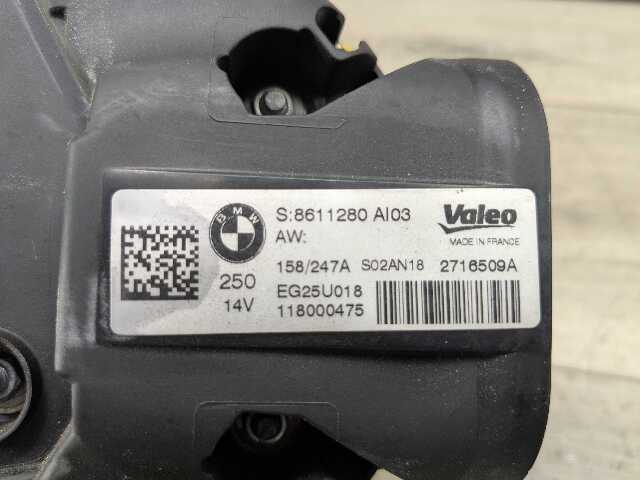 BMW
S:8611280 AI03
AW:
Valeo
MADE IN FRANCE
250
14V
158/247A S02AN18 2716509A
EG25U018
118000475